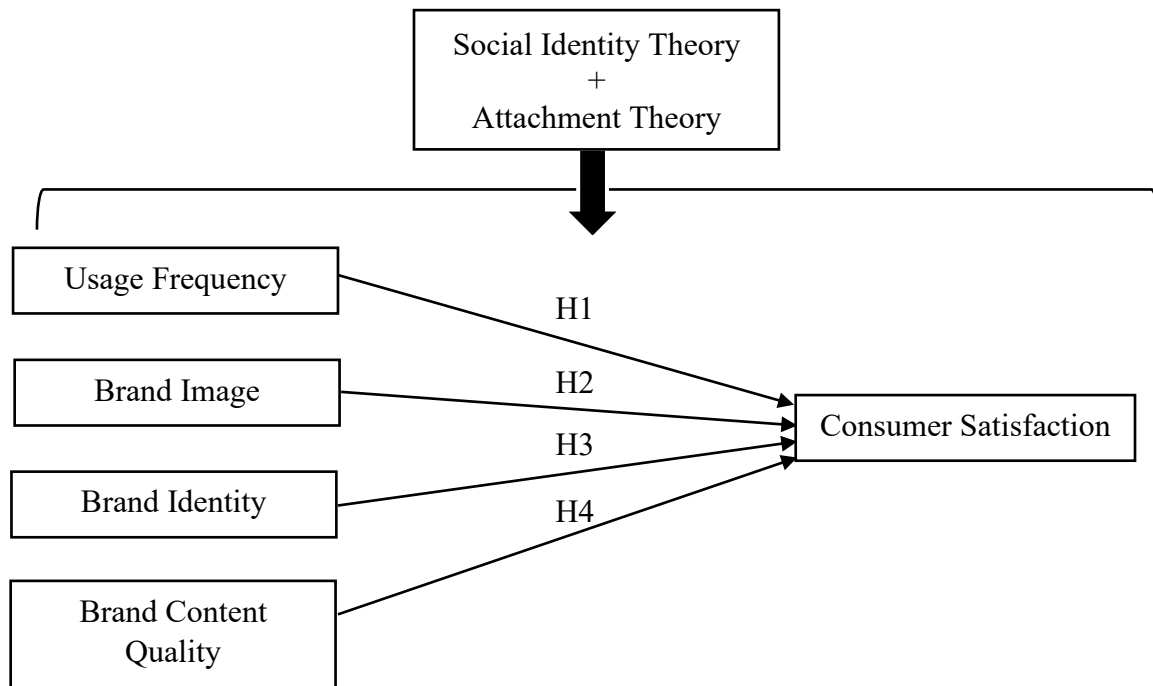 Social Identity Theory
+
Attachment Theory
Usage Frequency
H1
Brand Image
H2
Consumer Satisfaction
H3
Brand Identity
H4
Brand Content
Quality